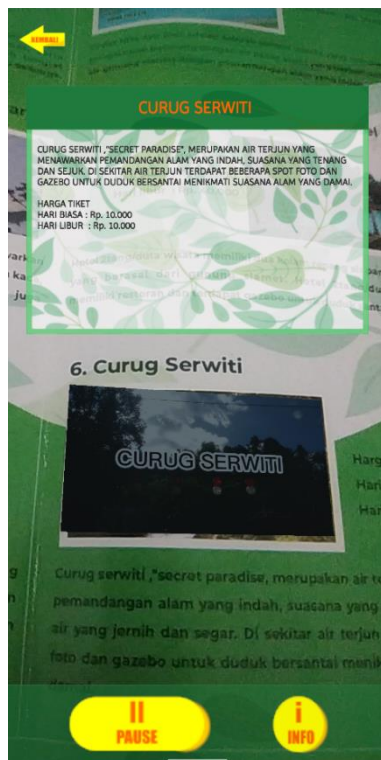 KEMBALI
CURUG SERWITI
CURUG SERWITI ,"SECRET PARADISE", MERUPAKAN AIR TERJUN YANG
MENAWARKAN PEMANDANGAN ALAM YANG INDAH, SUASANA YANG TENANG
DAN SEJUK. DI SEKITAR AIR TERJUN TERDAPAT BEBERAPA SPOT FOTO DAN
GAZEBO UNTUK DUDUK BERSANTAI MENIKMATI SUASANA ALAM YANG DAMAI.
HARGA TIKET
HARI BIASA : Rp. 10.000
HARI LIBUR : Rp. 10.000
6. Curug Serwiti
CURUG SERWITI
Harg
Hari
Har
Curug serwiti ,"secret paradise, merupakan air te
pemandangan alam yang indah, suasana yang
air yang jernih dan segar. Di sekitar air terjun
foto dan gazebo untuk duduk bersantai menik
PAUSE
INFO